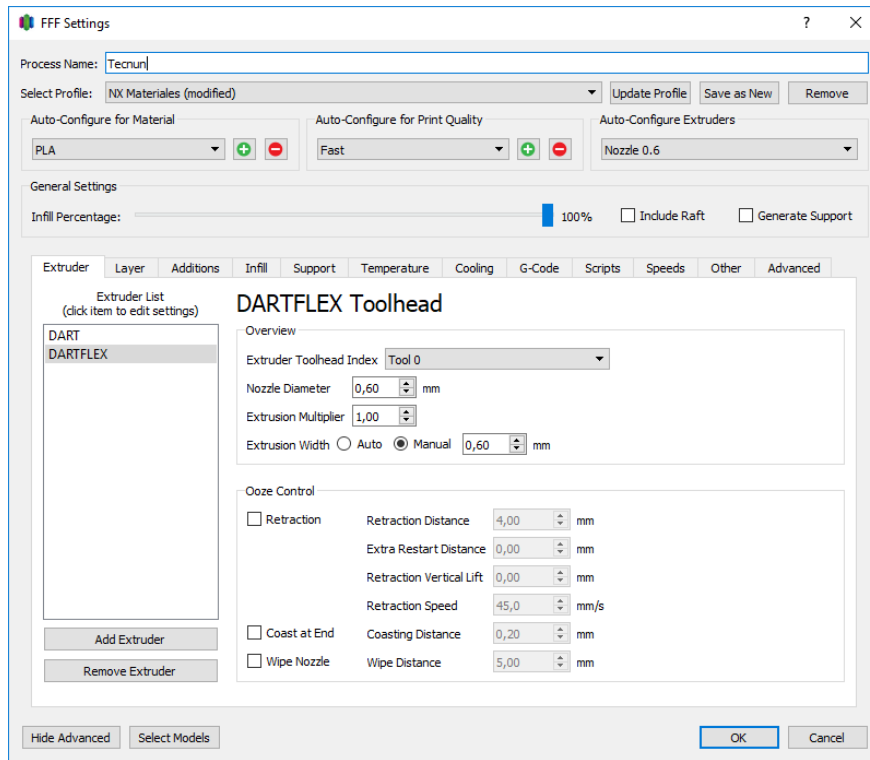 FFF Settings ? ×
Process Name: Tecnun
Select Profile: NX Materiales (modified) Update Profile Save as New Remove
Auto-Configure for Material Auto-Configure for Print Quality Auto-Configure Extruders
PLA Fast Nozzle 0.6
General Settings
Infill Percentage: 100% Include Raft Generate Support
Extruder Layer Additions Infill Support Temperature Cooling G-Code Scripts Speeds Other Advanced
Extruder List
(click item to edit settings)
DART
DARTFLEX
DARTFLEX Toolhead
Overview
Extruder Toolhead Index Tool 0
Nozzle Diameter 0,60 mm
Extrusion Multiplier 1,00
Extrusion Width Auto Manual 0,60 mm
Ooze Control
Retraction Retraction Distance 4,00 mm
Extra Restart Distance 0,00 mm
Retraction Vertical Lift 0,00 mm
Retraction Speed 45,0 mm/s
Coast at End Coasting Distance 0,20 mm
Wipe Nozzle Wipe Distance 5,00 mm
Add Extruder
Remove Extruder
Hide Advanced Select Models OK Cancel